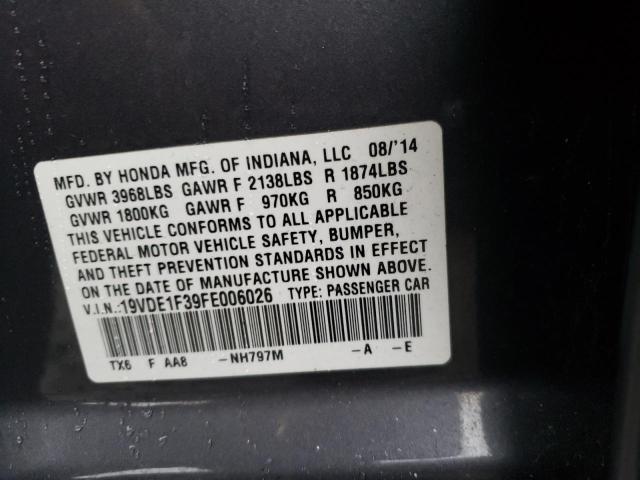 MFD. BY HONDA MFG. OF INDIANA, LLC 08/'14
GVWR 3968LBS GAWR F 2138LBS R 1874LBS
GVWR 1800KG GAWR F 970KG R 850KG
THIS VEHICLE CONFORMS TO ALL APPLICABLE
FEDERAL MOTOR VEHICLE SAFETY, BUMPER,
AND THEFT PREVENTION STANDARDS IN EFFECT
ON THE DATE OF MANUFACTURE SHOWN ABOVE.
V.I.N.:19VDE1F39FE006026 TYPE: PASSENGER CAR
TX6 F AA8 -NH797M -A -E